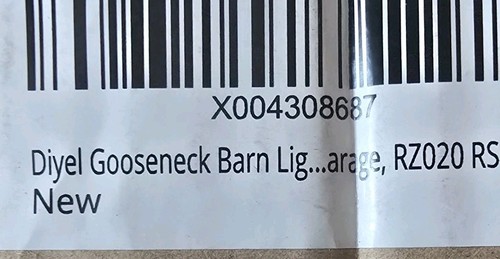 X004308687
Diyel Gooseneck Barn Lig...arage, RZ020 RS
New